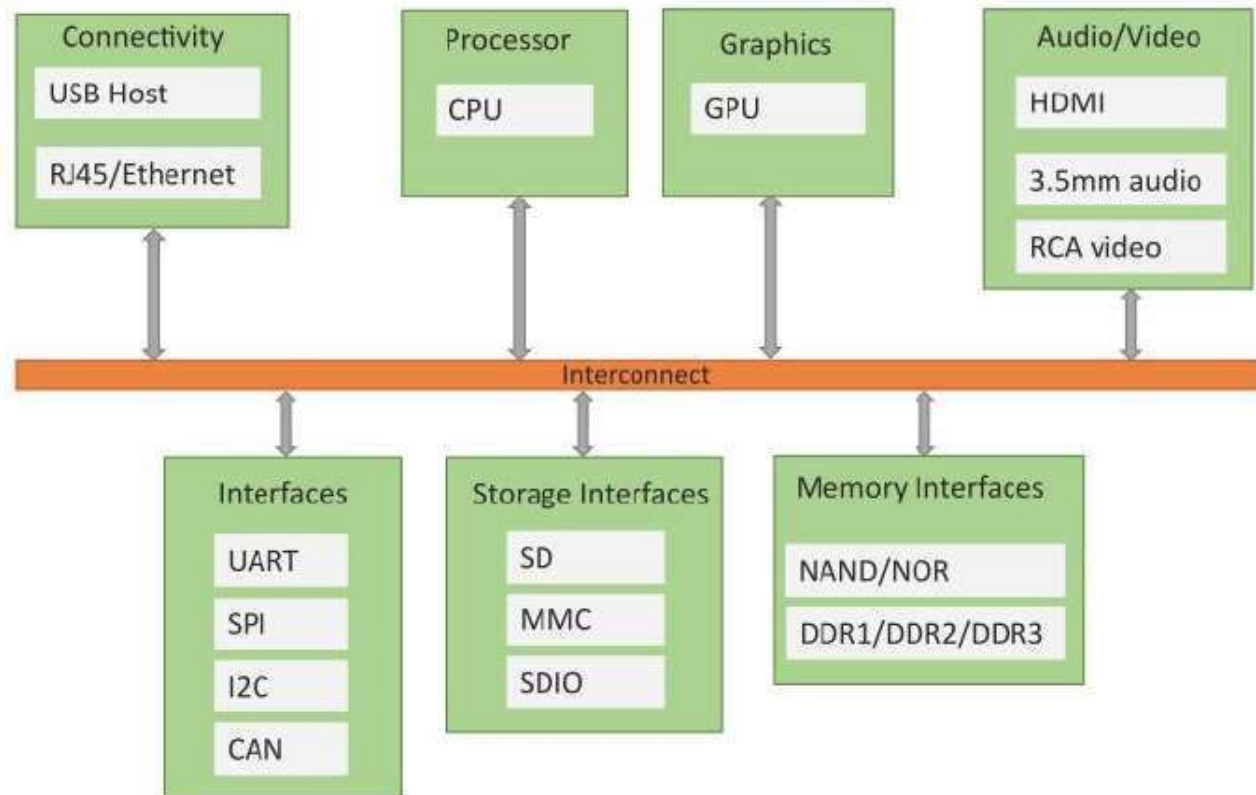 Connectivity
USB Host
RJ45/Ethernet
Processor
CPU
Graphics
GPU
Audio/Video
HDMI
3.5mm audio
RCA video
Interconnect
Interfaces
UART
SPI
I2C
CAN
Storage Interfaces
SD
MMC
SDIO
Memory Interfaces
NAND/NOR
DDR1/DDR2/DDR3